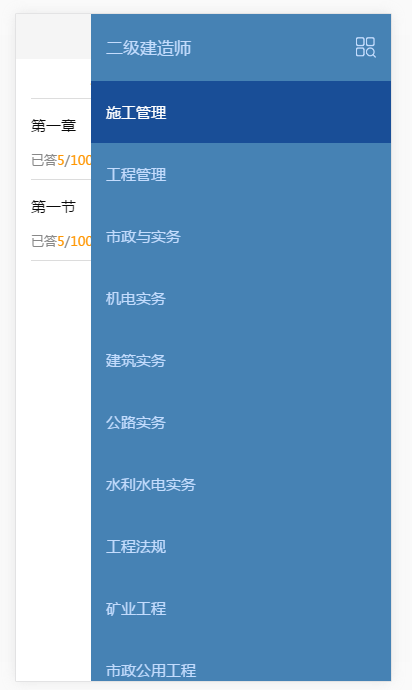 二级建造师
施工管理
第一章
已答5/100
工程管理
第一节
已答5/100
市政与实务
机电实务
建筑实务
公路实务
水利水电实务
工程法规
矿业工程
市政公用工程